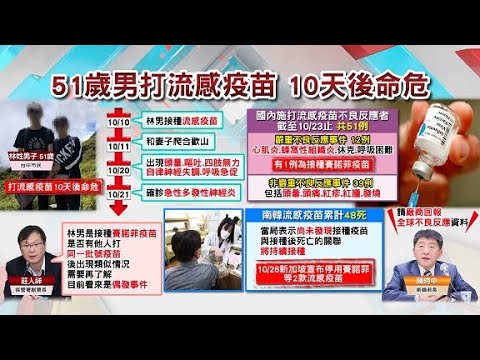 51歲男打流感疫苗 10天後命危
林姓男子 51歲
台中市民
打流感疫苗10天後命危
10/10
林男接種流感疫苗
10/11
和妻子爬合歡山
10/20
出現頭暈.嘔吐.四肢無力
自律神經失調.呼吸急促
10/21
確診急性多發性神經炎
國內施打流感疫苗不良反應者
截至10/23止 共51例
嚴重不良反應事件 12例
心肌炎.蜂窩性組織炎.休克.呼吸困難
有1例為接種賽諾菲疫苗
非嚴重不良反應事件 39例
包括頭暈.頭痛.紅疹.紅腫.發燒
莊人祥
疾管署副署長
林男是接種賽諾菲疫苗
是否有他人打
同一批號疫苗
後出現類似情況
需要再了解
目前看來是偶發事件
南韓流感疫苗累計48死
當局表示尚未發現接種疫苗
與接種後死亡的關聯
將持續接種
10/26新加坡宣布停用賽諾菲
等2款流感疫苗
請廠商回報
全球不良反應資料
陳時中
衛福部長